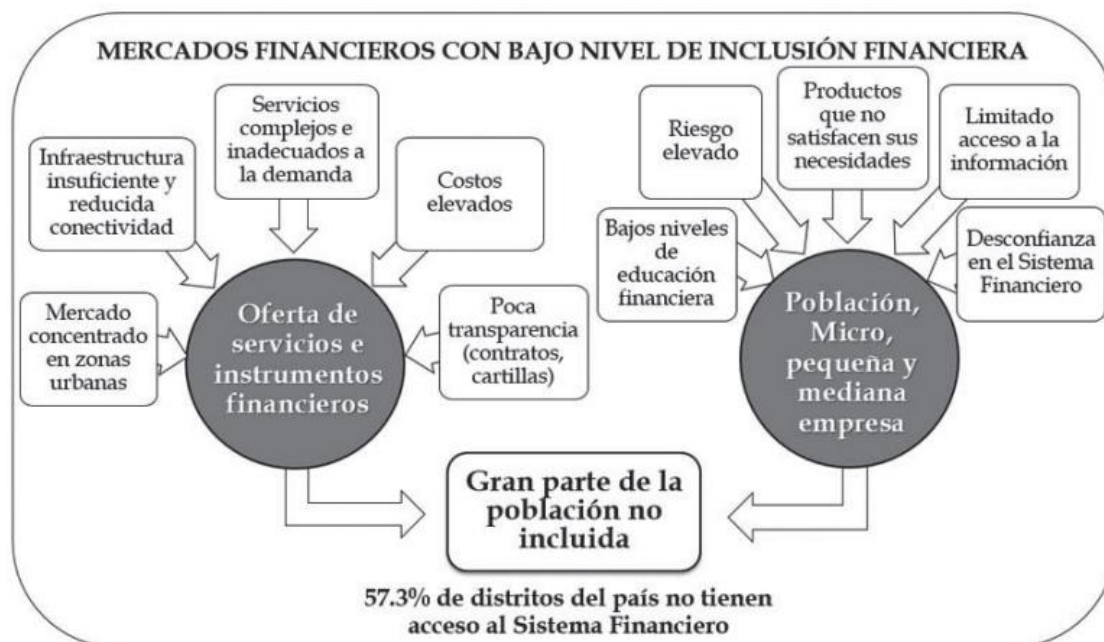 MERCADOS FINANCIEROS CON BAJO NIVEL DE INCLUSIÓN FINANCIERA
Mercado
concentrado
en zonas
urbanas
Infraestructura
insuficiente y
reducida
conectividad
Servicios
complejos e
inadecuados a
la demanda
Costos
elevados
Poca
transparencia
(contratos,
cartillas)
Oferta de
servicios e
instrumentos
financieros
Bajos niveles
de
educación
financiera
Riesgo
elevado
Productos
que no
satisfacen sus
necesidades
Limitado
acceso a la
información
Desconfianza
en el Sistema
Financiero
Población,
Micro,
pequeña y
mediana
empresa
Gran parte de la
población no
incluida
57.3% de distritos del país no tienen
acceso al Sistema Financiero